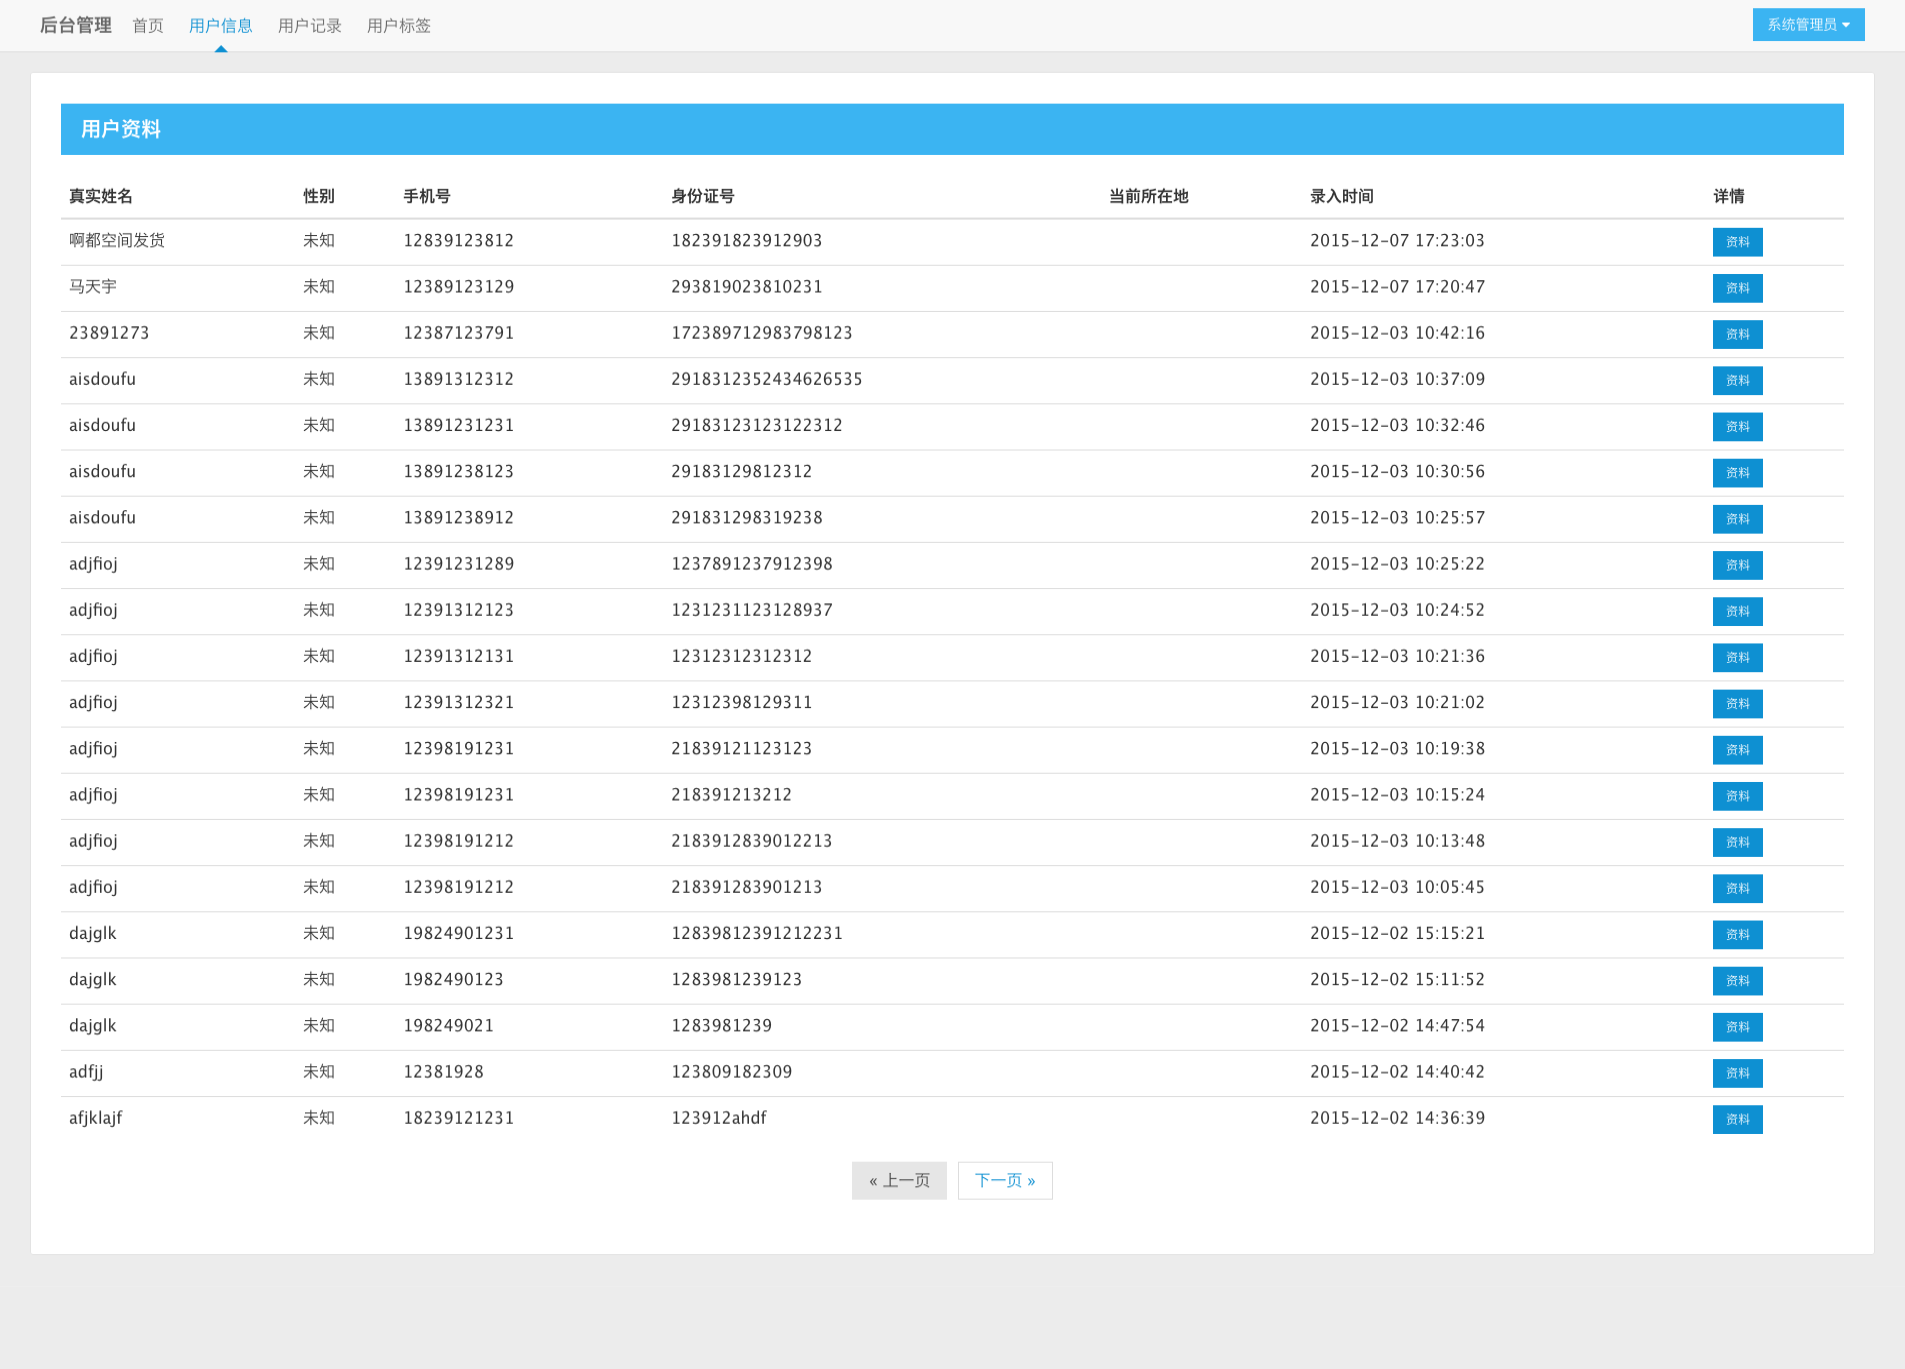 后台管理 首页 用户信息 用户记录 用户标签 系统管理员
用户资料
真实姓名 性别 手机号 身份证号 当前所在地 录入时间 详情
啊都空间发货 未知 12839123812 182391823912903 2015-12-07 17:23:03 资料
马天宇 未知 12389123129 293819023810231 2015-12-07 17:20:47 资料
23891273 未知 12387123791 172389712983798123 2015-12-03 10:42:16 资料
aisdoufu 未知 13891312312 2918312352434626535 2015-12-03 10:37:09 资料
aisdoufu 未知 13891231231 29183123123122312 2015-12-03 10:32:46 资料
aisdoufu 未知 13891238123 29183129812312 2015-12-03 10:30:56 资料
aisdoufu 未知 13891238912 291831298319238 2015-12-03 10:25:57 资料
adjfioj 未知 12391231289 1237891237912398 2015-12-03 10:25:22 资料
adjfioj 未知 12391312123 1231231123128937 2015-12-03 10:24:52 资料
adjfioj 未知 12391312131 12312312312312 2015-12-03 10:21:36 资料
adjfioj 未知 12391312321 12312398129311 2015-12-03 10:21:02 资料
adjfioj 未知 12398191231 21839121123123 2015-12-03 10:19:38 资料
adjfioj 未知 12398191231 218391213212 2015-12-03 10:15:24 资料
adjfioj 未知 12398191212 2183912839012213 2015-12-03 10:13:48 资料
adjfioj 未知 12398191212 218391283901213 2015-12-03 10:05:45 资料
dajglk 未知 19824901231 12839812391212231 2015-12-02 15:15:21 资料
dajglk 未知 1982490123 1283981239123 2015-12-02 15:11:52 资料
dajglk 未知 198249021 1283981239 2015-12-02 14:47:54 资料
adfjj 未知 12381928 123809182309 2015-12-02 14:40:42 资料
afjklajf 未知 18239121231 123912ahdf 2015-12-02 14:36:39 资料
« 上一页 下一页 »